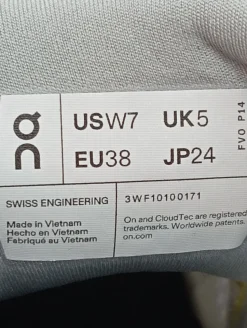 on
USW7 UK5
EU38 JP24
FVO P14
SWISS ENGINEERING
3WF10100171
Made in Vietnam
Hecho en Vietnam
Fabriqué au Vietnam
On and CloudTec are registered
trademarks. Worldwide patents.
on.com